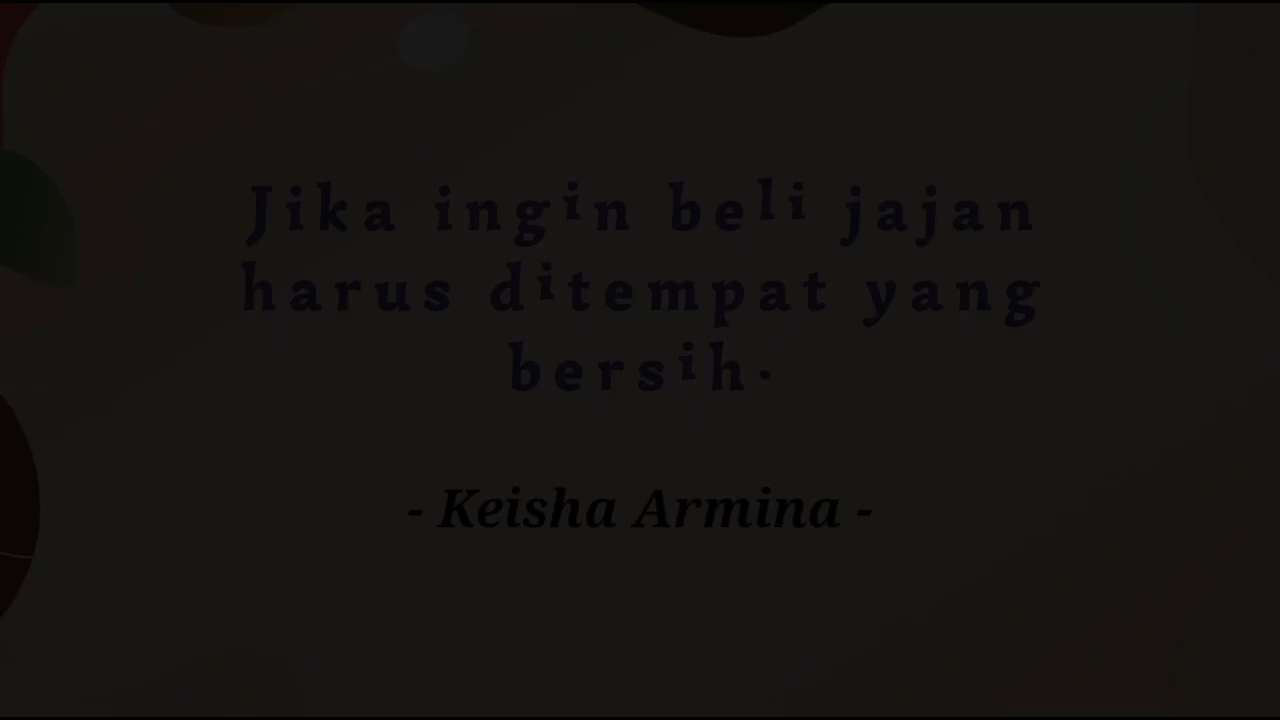 Jika ingin beli jajan
harus ditempat yang
bersih.
- Keisha Armina -